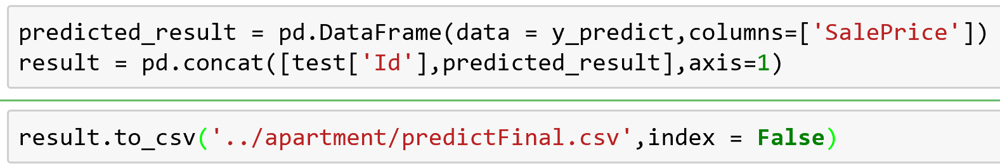 predicted_result = pd.DataFrame(data = y_predict,columns=['SalePrice'])
result = pd.concat([test['Id'],predicted_result],axis=1)
result.to_csv('../apartment/predictFinal.csv',index = False)